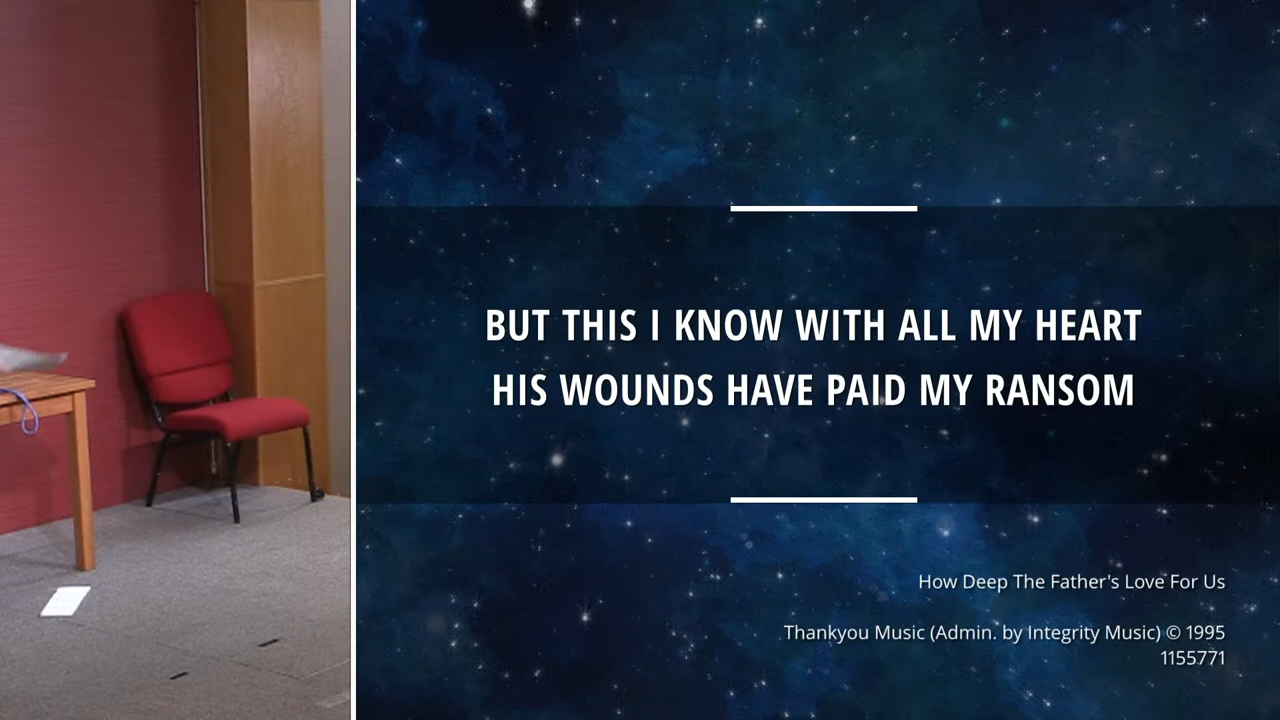 BUT THIS I KNOW WITH ALL MY HEART
HIS WOUNDS HAVE PAID MY RANSOM
How Deep The Father's Love For Us
Thankyou Music (Admin. by Integrity Music) © 1995
1155771